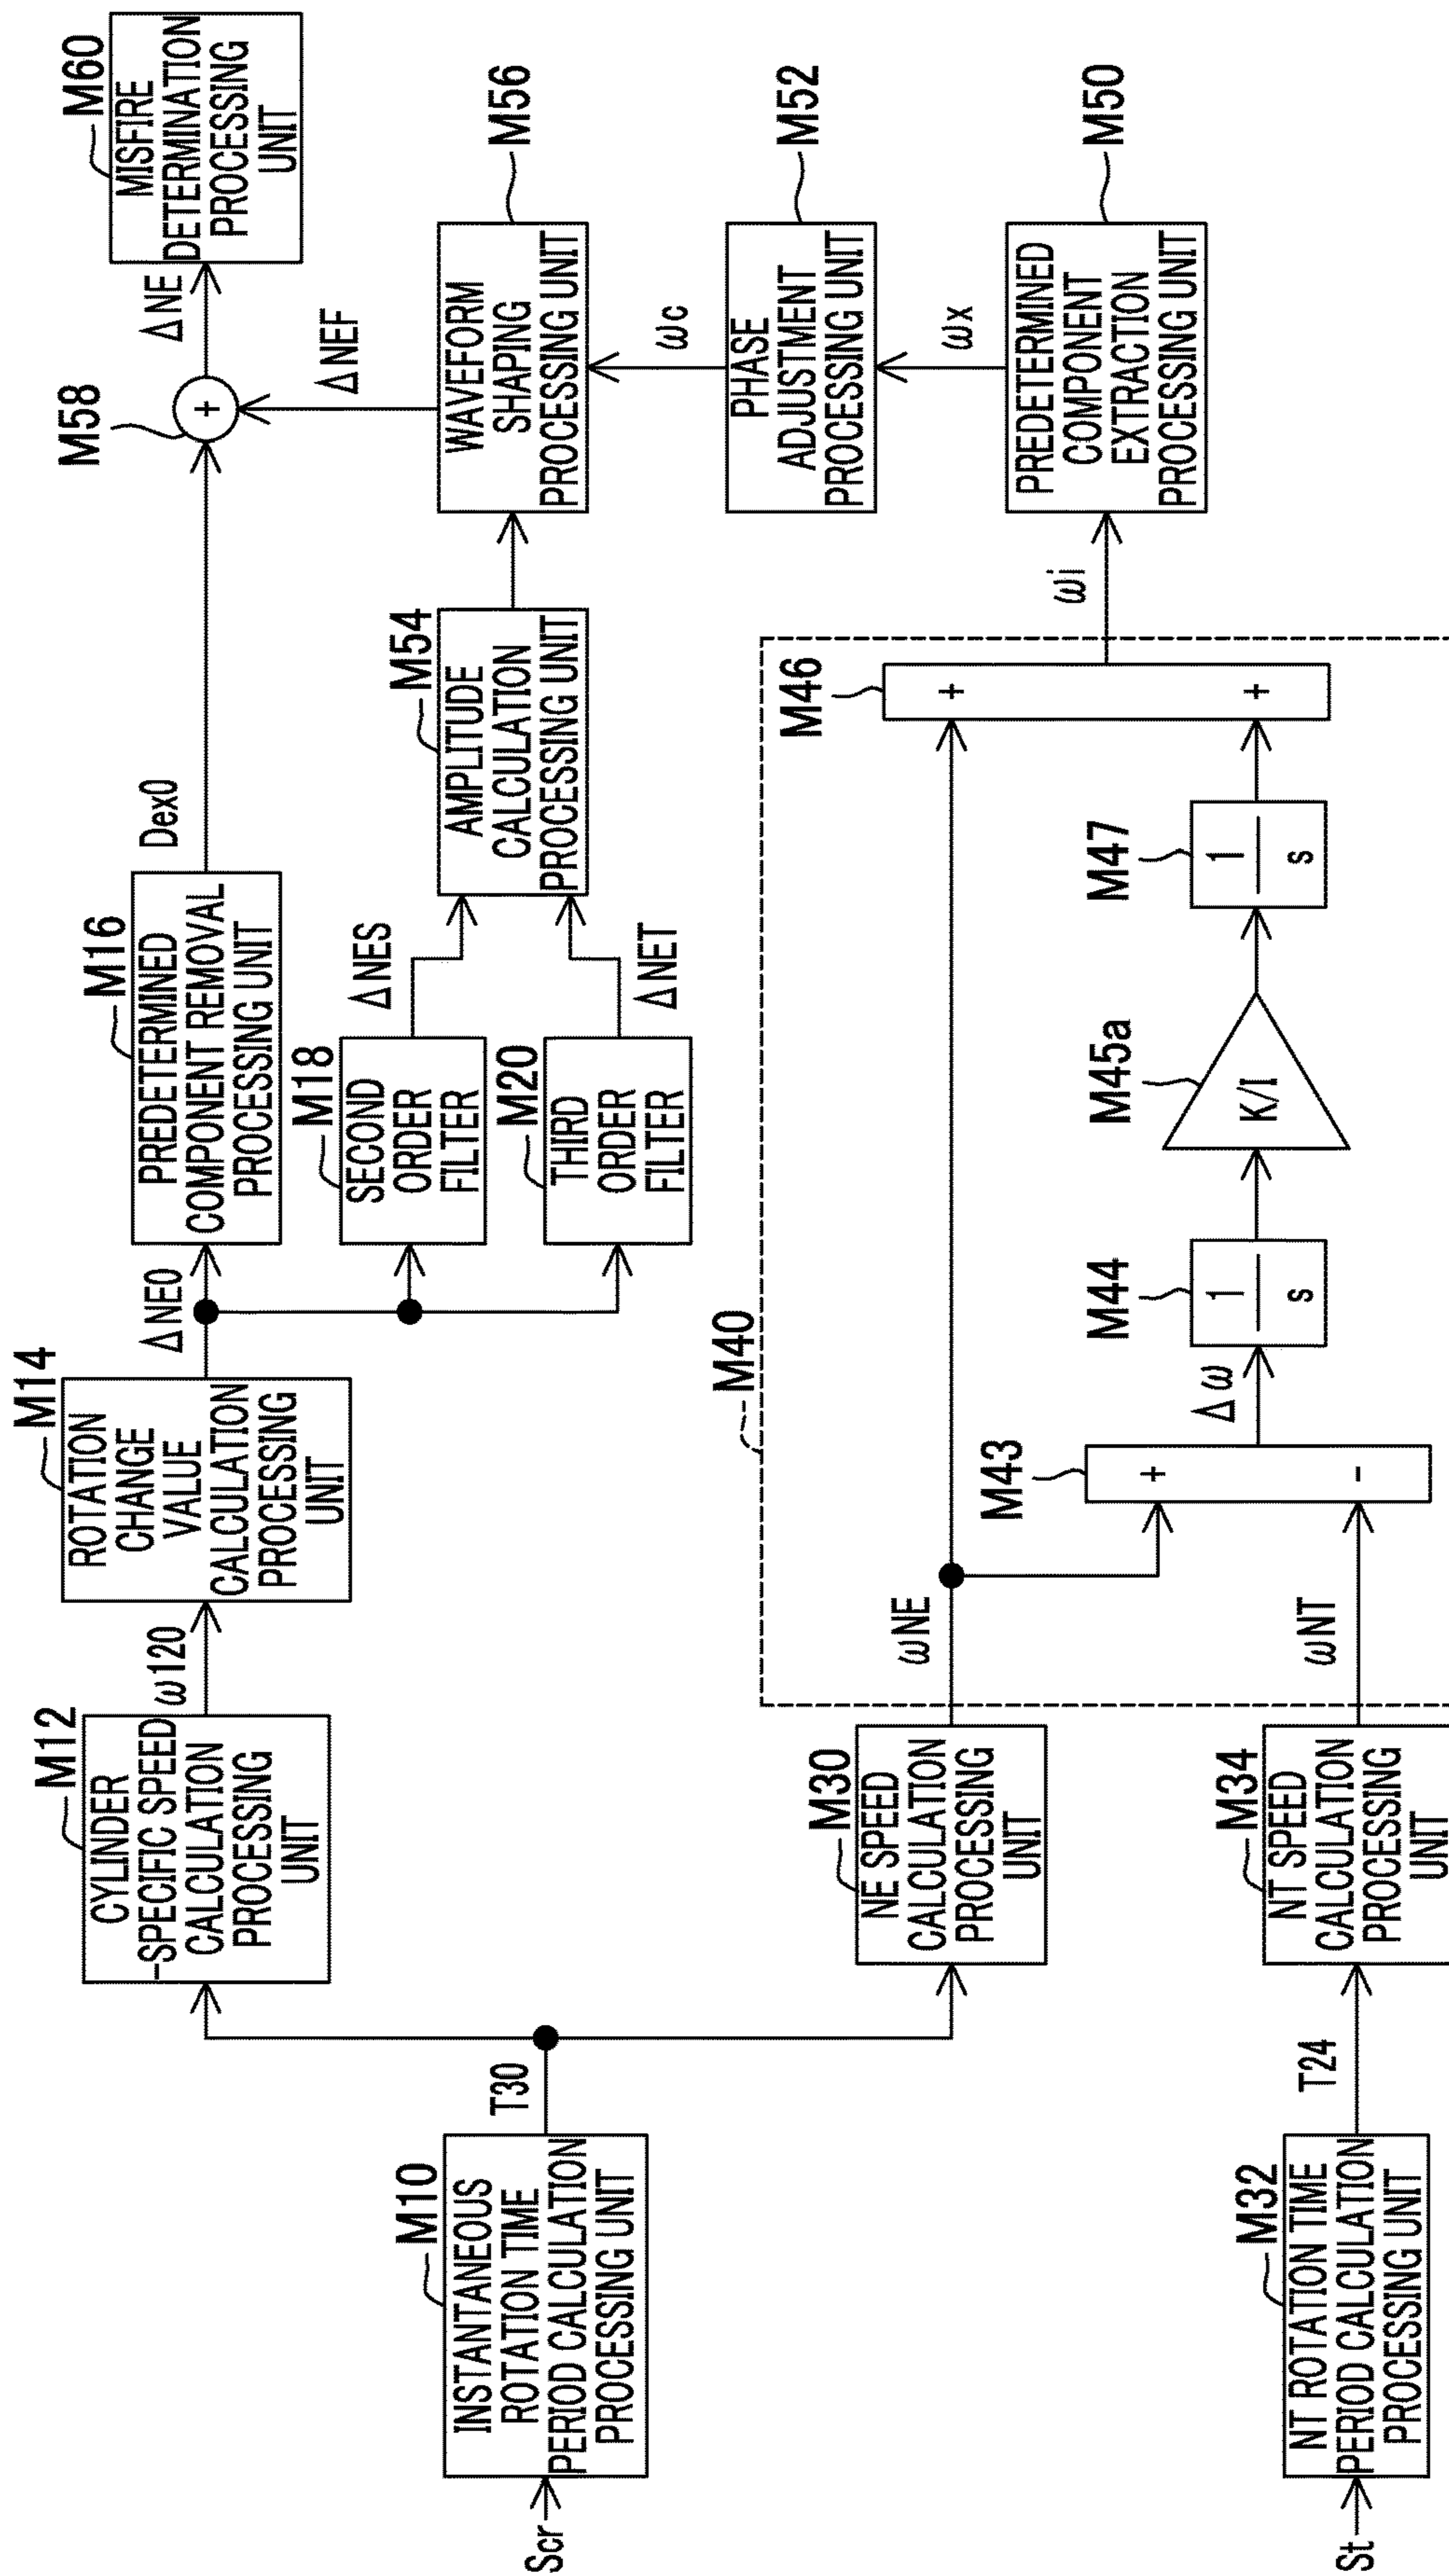 Scr
M10
INSTANTANEOUS
ROTATION TIME
PERIOD CALCULATION
PROCESSING UNIT
T30
M12
CYLINDER
-SPECIFIC SPEED
CALCULATION
PROCESSING
UNIT
ω120
M14
ROTATION
CHANGE
VALUE
CALCULATION
PROCESSING
UNIT
ΔNE0
M16
PREDETERMINED
COMPONENT REMOVAL
PROCESSING UNIT
Dex0
M58
+
ΔNE
M60
MISFIRE
DETERMINATION
PROCESSING
UNIT
M18
SECOND
ORDER
FILTER
ΔNES
M20
THIRD
ORDER
FILTER
ΔNET
M54
AMPLITUDE
CALCULATION
PROCESSING UNIT
M56
WAVEFORM
SHAPING
PROCESSING UNIT
ΔNEF
M52
PHASE
ADJUSTMENT
PROCESSING UNIT
ωc
M50
PREDETERMINED
COMPONENT
EXTRACTION
PROCESSING UNIT
ωx
M30
NE SPEED
CALCULATION
PROCESSING
UNIT
ωNE
M40
M46
+
+
ωi
St
M32
NT ROTATION TIME
PERIOD CALCULATION
PROCESSING UNIT
T24
M34
NT SPEED
CALCULATION
PROCESSING
UNIT
ωNT
M43
+
-
Δω
M44
1
s
M45a
K/I
M47
1
s